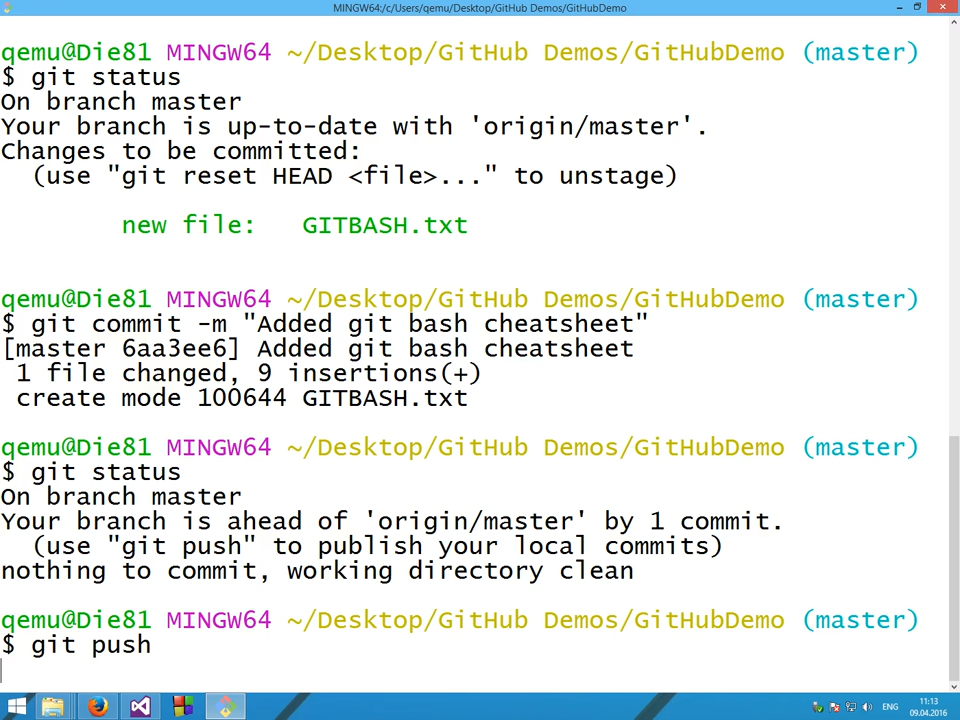 MINGW64:/c/Users/qemu/Desktop/GitHub Demos/GitHubDemo
qemu@Die81 MINGW64 ~/Desktop/GitHub Demos/GitHubDemo (master)
$ git status
On branch master
Your branch is up-to-date with 'origin/master'.
Changes to be committed:
  (use "git reset HEAD <file>..." to unstage)
        new file:   GITBASH.txt
qemu@Die81 MINGW64 ~/Desktop/GitHub Demos/GitHubDemo (master)
$ git commit -m "Added git bash cheatsheet"
[master 6aa3ee6] Added git bash cheatsheet
 1 file changed, 9 insertions(+)
 create mode 100644 GITBASH.txt
qemu@Die81 MINGW64 ~/Desktop/GitHub Demos/GitHubDemo (master)
$ git status
On branch master
Your branch is ahead of 'origin/master' by 1 commit.
  (use "git push" to publish your local commits)
nothing to commit, working directory clean
qemu@Die81 MINGW64 ~/Desktop/GitHub Demos/GitHubDemo (master)
$ git push
ENG
11:13
09.04.2016